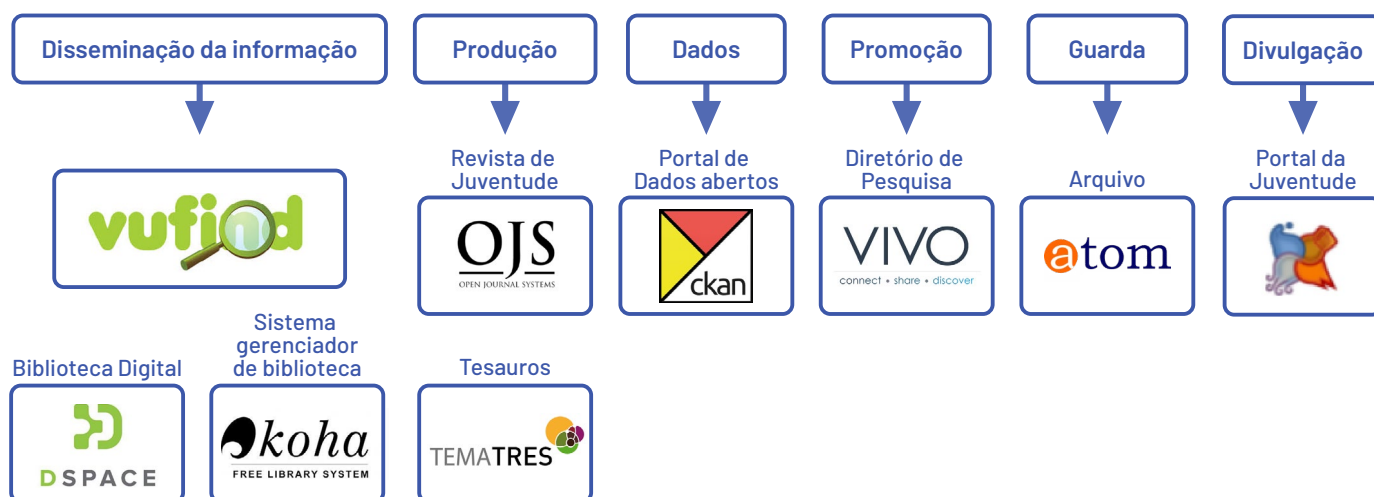 Disseminação da informação
Produção
Dados
Promoção
Guarda
Divulgação
vufind
Revista de
Juventude
OJS
OPEN JOURNAL SYSTEMS
Portal de
Dados abertos
ckan
Diretório de
Pesquisa
VIVO
connect • share • discover
Arquivo
atom
Portal da
Juventude
Biblioteca Digital
DSPACE
Sistema
gerenciador
de biblioteca
koha
FREE LIBRARY SYSTEM
Tesauros
TEMATRES